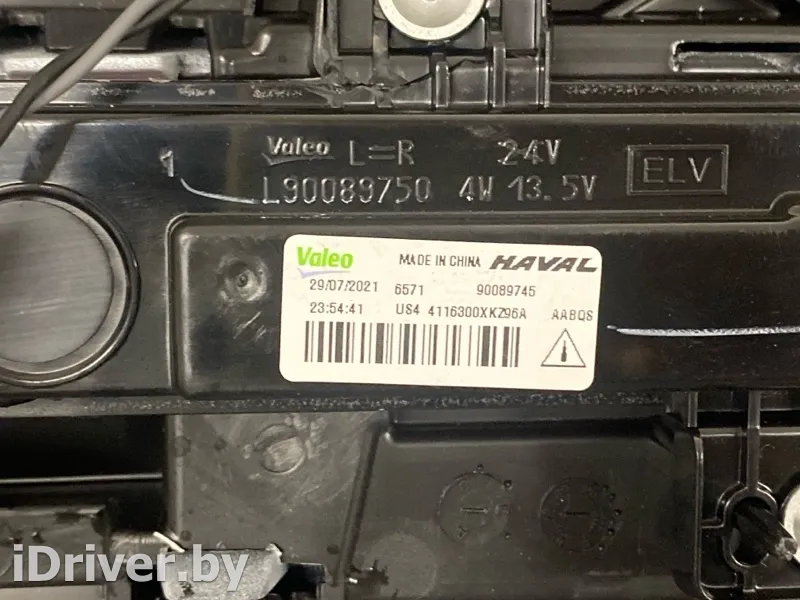 Valeo L=R 24V
1 L90089750 4W 13.5V ELV
Valeo MADE IN CHINA HAVAL
29/07/2021 6571 90089745
23:54:41 US4 4116300XKZ96A AABQS
iDriver.by